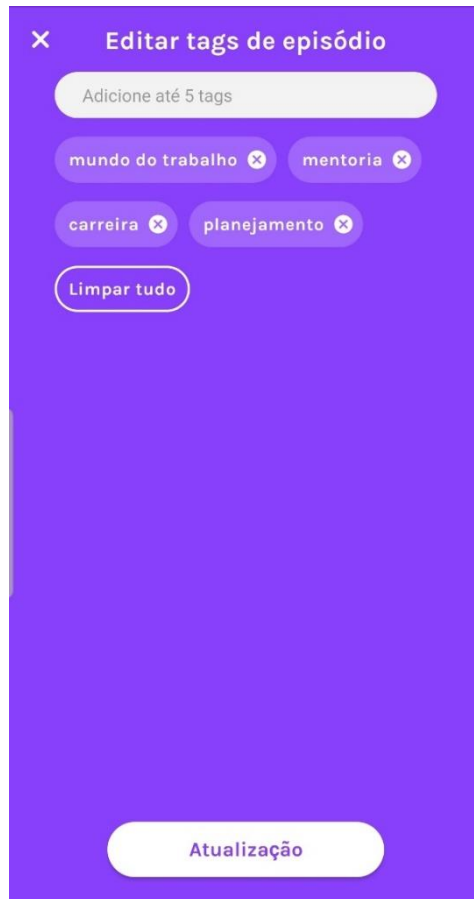 Editar tags de episódio
Adicione até 5 tags
mundo do trabalho mentoria
carreira planejamento
Limpar tudo
Atualização